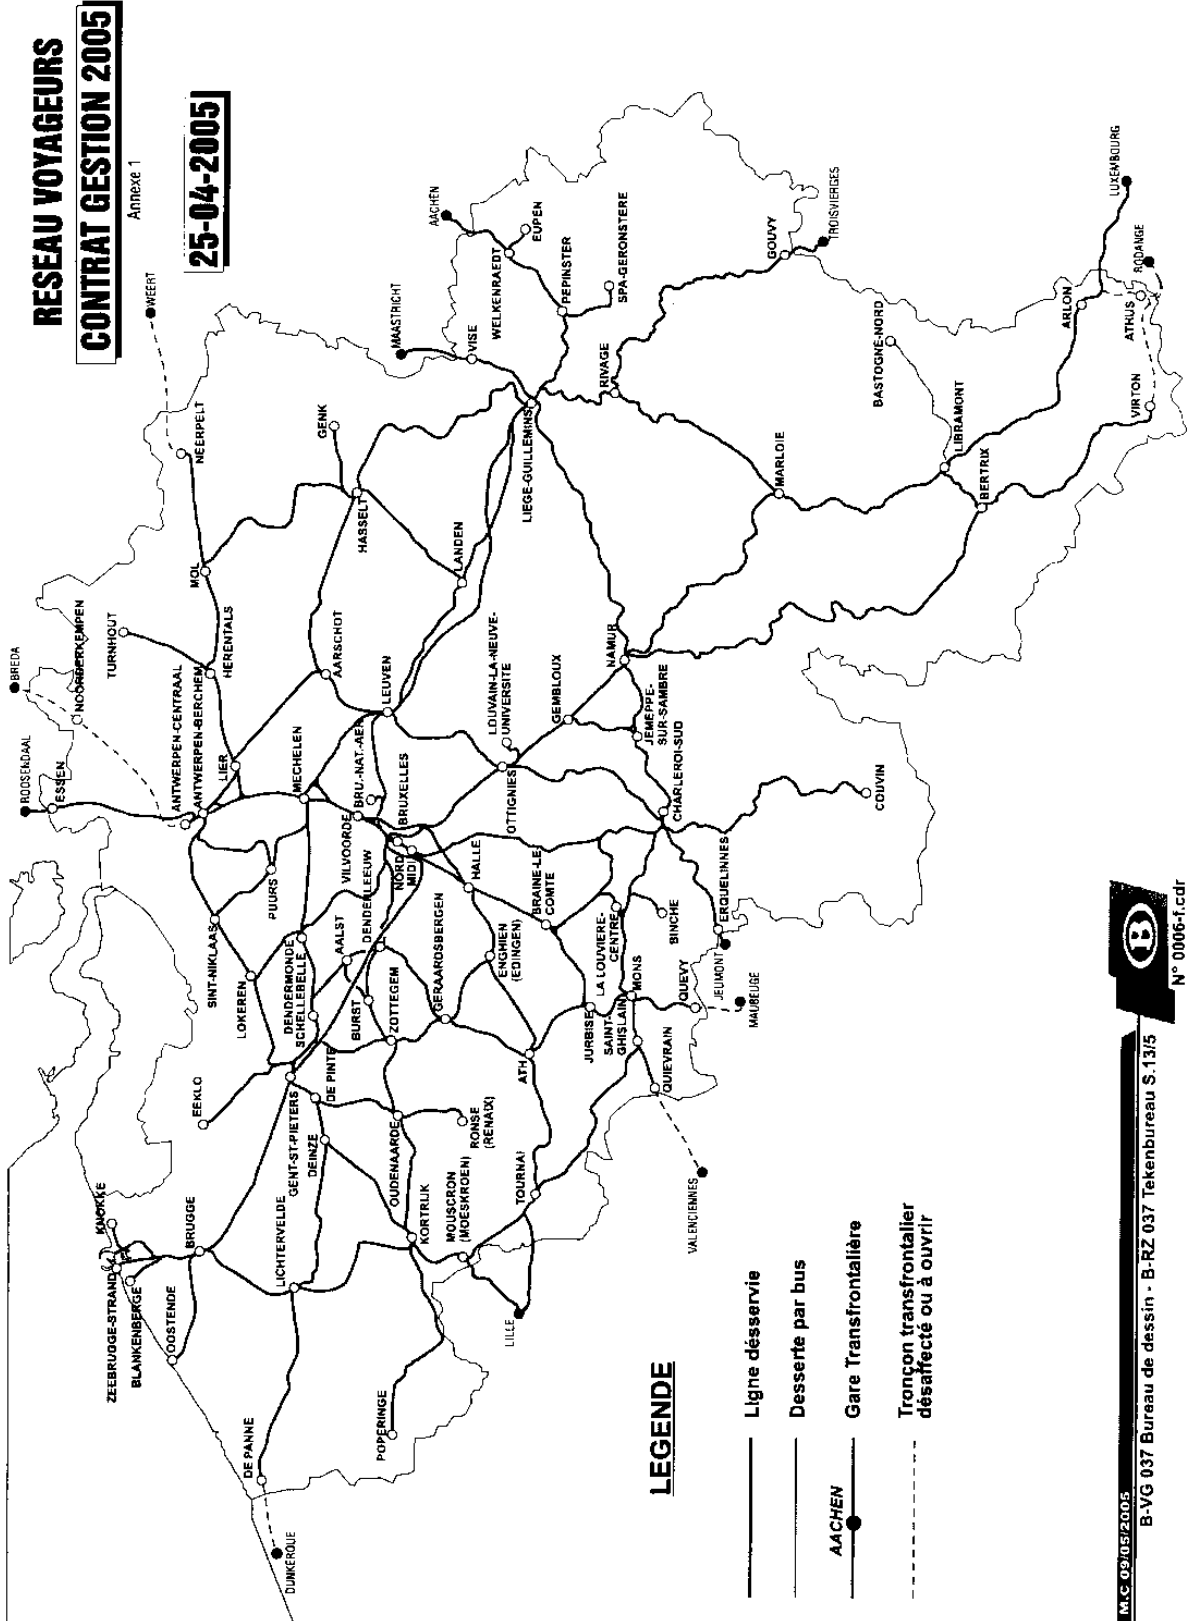 RESEAU VOYAGEURS
CONTRAT GESTION 2005
Annexe 1
25-04-2005
DUNKERQUE
DE PANNE
POPERINGE
OOSTENDE
BLANKENBERGE
ZEEBRUGGE-STRAND
KNOKKE
BRUGGE
LICHTERVELDE
KORTRIJK
MOUSCRON
(MOESKROEN)
LILLE
TOURNAI
EEKLO
GENT-ST-PIETERS
DEINZE
DE PINTE
OUDENAARDE
RONSE
(RENAIX)
LOKEREN
SINT-NIKLAAS
DENDERMONDE
SCHELLEBELLE
AALST
BURST
ZOTTEGEM
GERAARDSBERGEN
DENDERLEEUW
ENGHIEN
(EDINGEN)
ATH
JURBISE
SAINT-
GHISLAIN
MONS
QUIEVRAIN
VALENCIENNES
QUEVY
MAUBEUGE
JEUMONT
ERQUELINNES
BINCHE
LA LOUVIERE-
CENTRE
BRAINE-LE-
COMTE
HALLE
PUURS
VILVOORDE
NORD
MIDI
BRUXELLES
BRU.-NAT.-AER
MECHELEN
LIER
ANTWERPEN-CENTRAAL
ANTWERPEN-BERCHEM
ESSEN
ROOSENDAAL
NOORDERKEMPEN
BREDA
TURNHOUT
HERENTALS
MOL
NEERPELT
WEERT
AARSCHOT
LEUVEN
HASSELT
GENK
LANDEN
LOUVAIN-LA-NEUVE-
UNIVERSITE
OTTIGNIES
GEMBLOUX
NAMUR
JEMEPPE-
SUR-SAMBRE
CHARLEROI-SUD
COUVIN
LIEGE-GUILLEMINS
VISE
MAASTRICHT
WELKENRAEDT
AACHEN
EUPEN
PEPINSTER
SPA-GERONSTERE
RIVAGE
GOUVY
TROISVIERGES
MARLOIE
BASTOGNE-NORD
LIBRAMONT
BERTRIX
ARLON
VIRTON
ATHUS
RODANGE
LUXEMBOURG
LEGENDE
Ligne désservie
Desserte par bus
AACHEN
Gare Transfrontalière
Tronçon transfrontalier
désaffecté ou à ouvrir
M.C 09/05/2005
B-VG 037 Bureau de dessin - B-RZ 037 Tekenbureau S.13/5
B
N° 0006-f.cdr